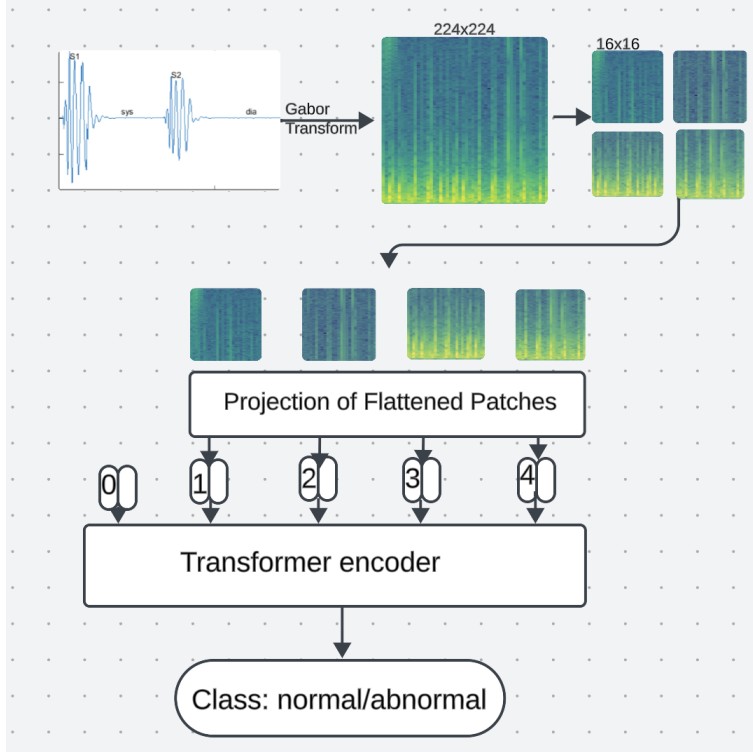 S1
sys
S2
dia
Gabor
Transform
224x224
16x16
Projection of Flattened Patches
0
1
2
3
4
Transformer encoder
Class: normal/abnormal